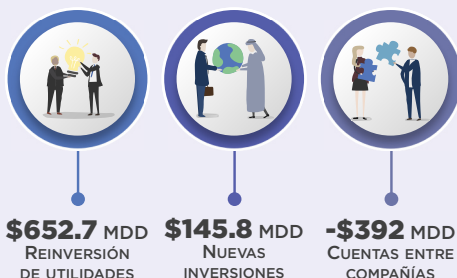 $652.7 MDD
REINVERSIÓN
DE UTILIDADES
$145.8 MDD
NUEVAS
INVERSIONES
-$392 MDD
CUENTAS ENTRE
COMPAÑÍAS